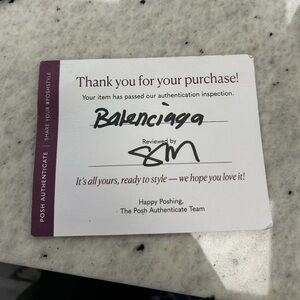 Thank you for your purchase!
Your item has passed our authentication inspection.
Balenciaga
Reviewed by
SM
It's all yours, ready to style — we hope you love it!
Happy Poshing,
The Posh Authenticate Team
POSH AUTHENTICATE | SHARE YOUR #POSHSTYLE